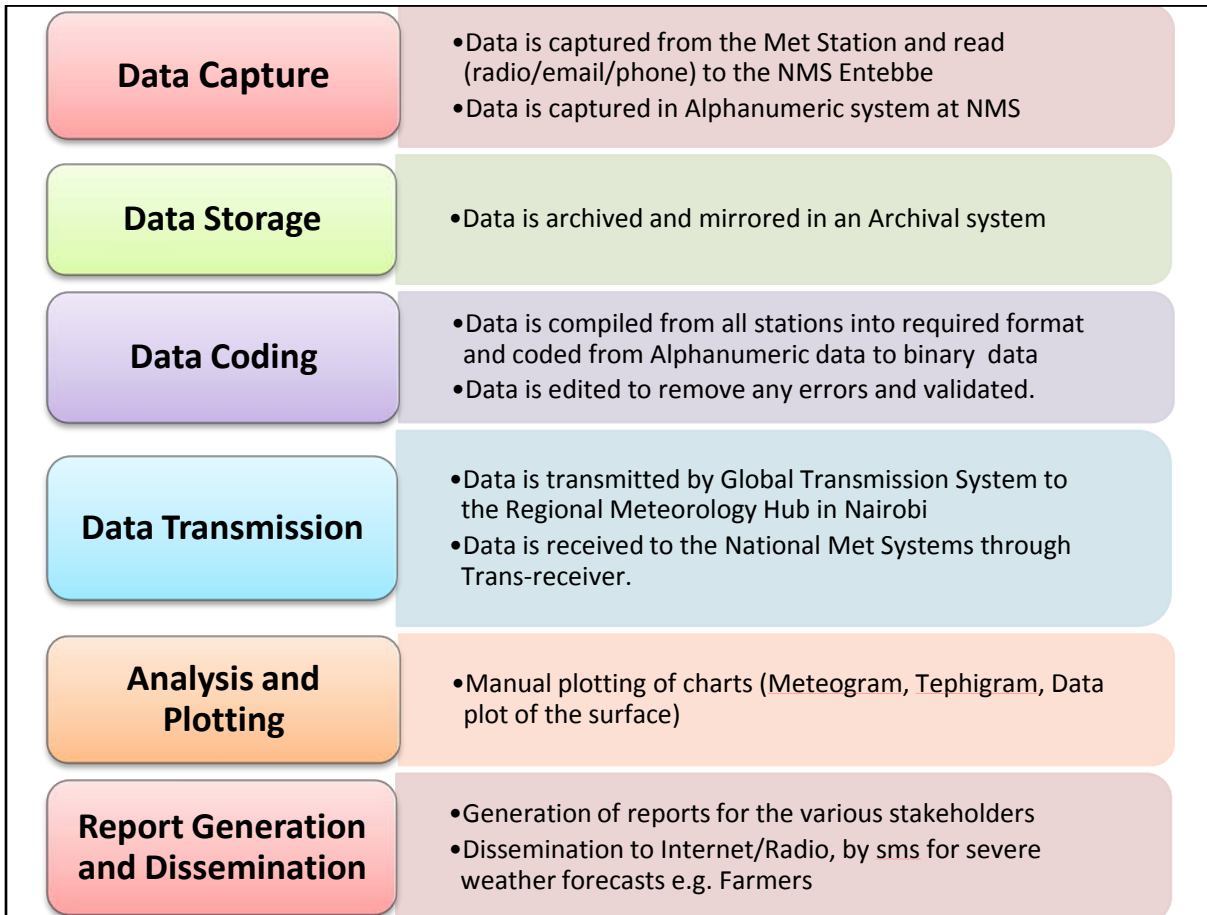 Data Capture
•Data is captured from the Met Station and read
(radio/email/phone) to the NMS Entebbe
•Data is captured in Alphanumeric system at NMS
Data Storage
•Data is archived and mirrored in an Archival system
Data Coding
•Data is compiled from all stations into required format
and coded from Alphanumeric data to binary data
•Data is edited to remove any errors and validated.
Data Transmission
•Data is transmitted by Global Transmission System to
the Regional Meteorology Hub in Nairobi
•Data is received to the National Met Systems through
Trans-receiver.
Analysis and
Plotting
•Manual plotting of charts (Meteogram, Tephigram, Data
plot of the surface)
Report Generation
and Dissemination
•Generation of reports for the various stakeholders
•Dissemination to Internet/Radio, by sms for severe
weather forecasts e.g. Farmers